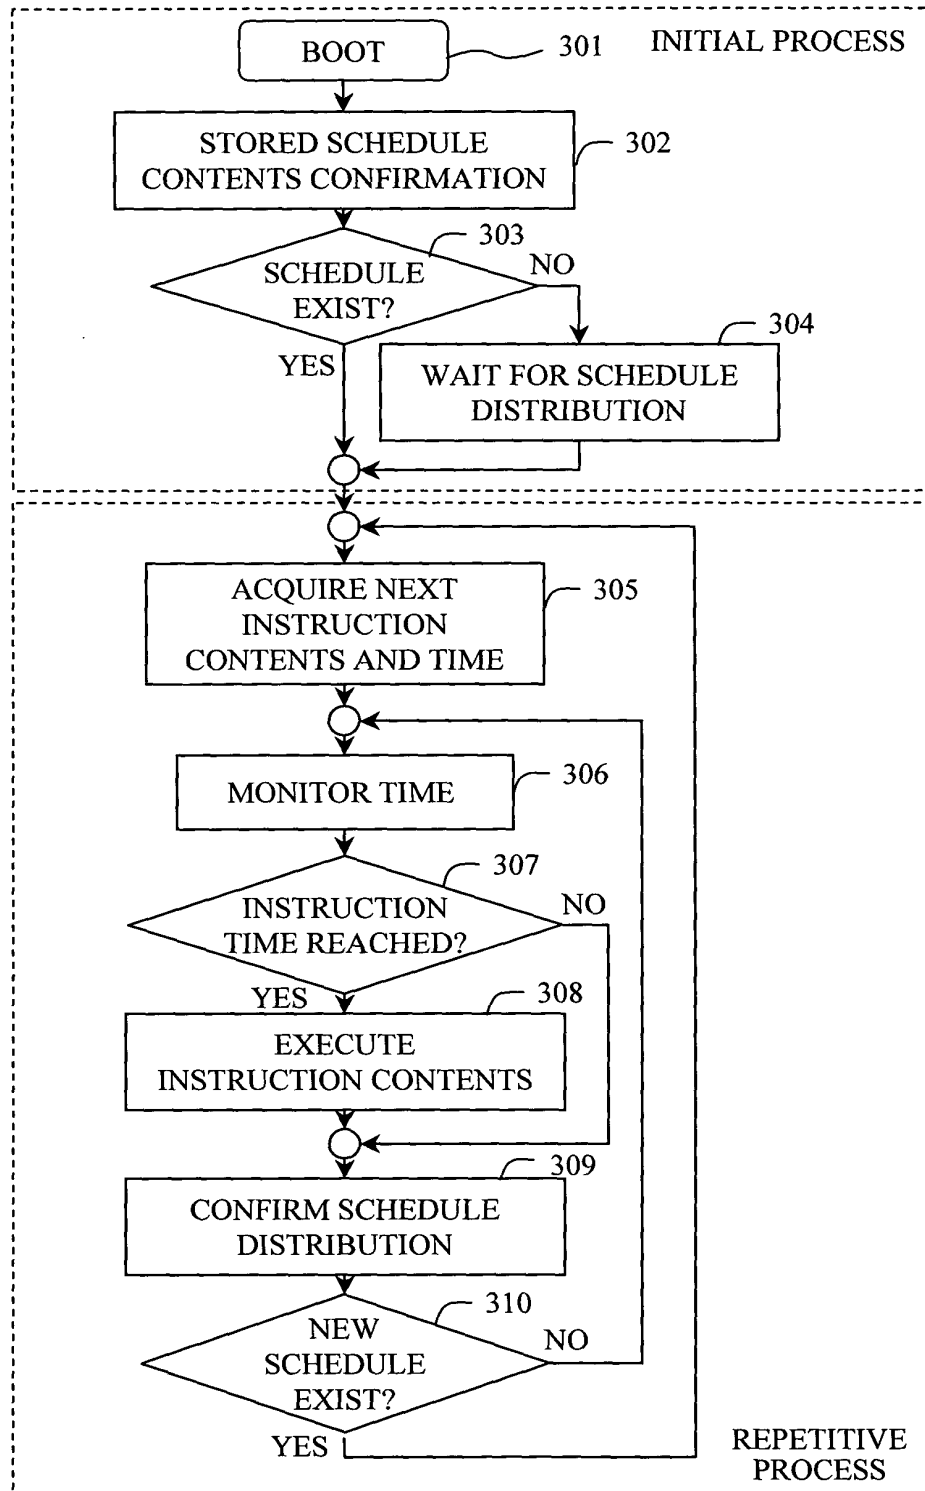 INITIAL PROCESS
BOOT
301
STORED SCHEDULE
CONTENTS CONFIRMATION
302
303
SCHEDULE
EXIST?
NO
YES
304
WAIT FOR SCHEDULE
DISTRIBUTION
ACQUIRE NEXT
INSTRUCTION
CONTENTS AND TIME
305
MONITOR TIME
306
307
INSTRUCTION
TIME REACHED?
NO
YES
308
EXECUTE
INSTRUCTION CONTENTS
309
CONFIRM SCHEDULE
DISTRIBUTION
310
NEW
SCHEDULE
EXIST?
NO
YES
REPETITIVE
PROCESS